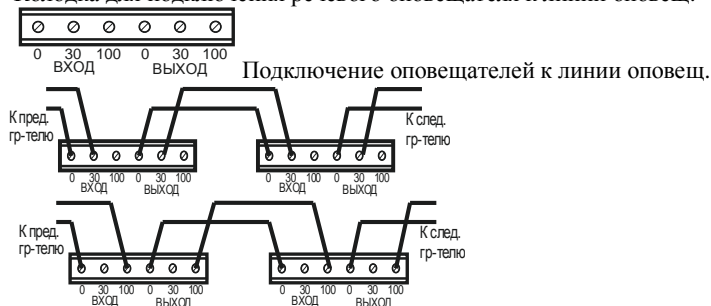 Колодка для подключения речевого оповещателя к линии оповещ.
0 30 100 0 30 100
ВХОД ВЫХОД
Подключение оповещателей к линии оповещ.
К пред. гр-телю
К след. гр-телю
0 30 100 0 30 100 0 30 100 0 30 100
ВХОД ВЫХОД ВХОД ВЫХОД
К пред. гр-телю
К след. гр-телю
0 30 100 0 30 100 0 30 100 0 30 100
ВХОД ВЫХОД ВХОД ВЫХОД